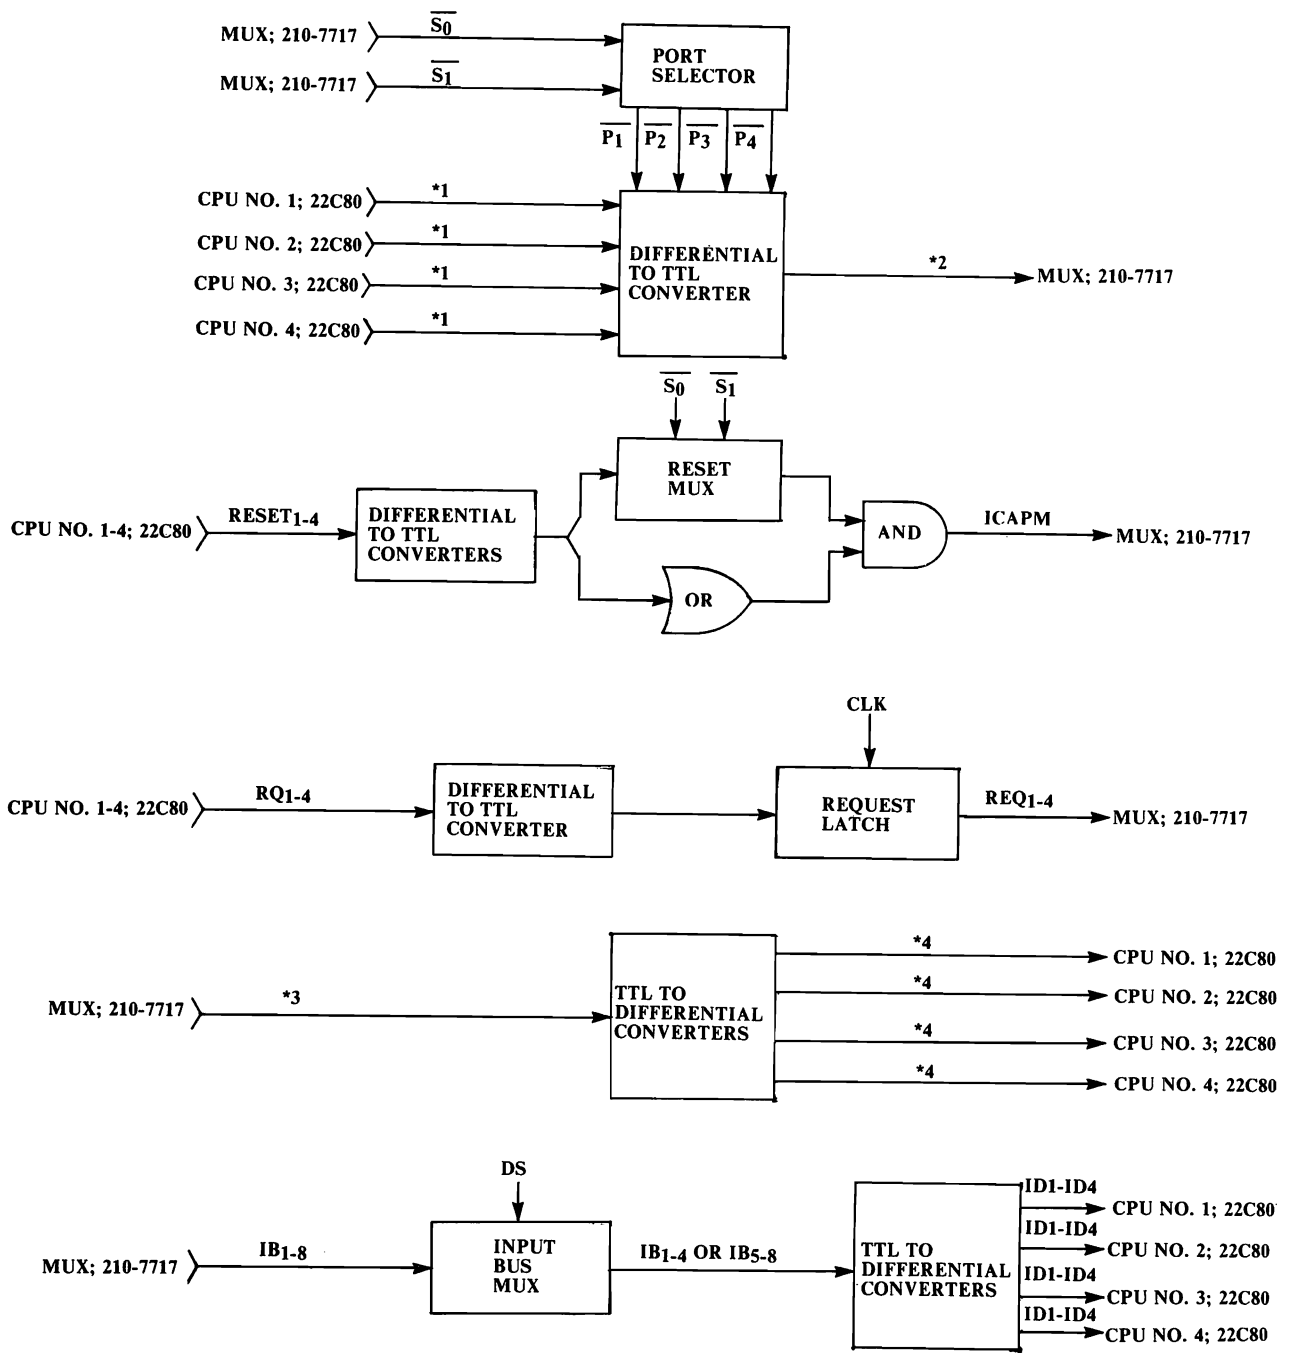 MUX; 210-7717
S0
PORT
SELECTOR
MUX; 210-7717
S1
P1
P2
P3
P4
CPU NO. 1; 22C80
*1
CPU NO. 2; 22C80
*1
CPU NO. 3; 22C80
*1
CPU NO. 4; 22C80
*1
DIFFERENTIAL
TO TTL
CONVERTER
*2
MUX; 210-7717
S0
S1
RESET
MUX
CPU NO. 1-4; 22C80
RESET1-4
DIFFERENTIAL
TO TTL
CONVERTERS
OR
AND
ICAPM
MUX; 210-7717
CLK
CPU NO. 1-4; 22C80
RQ1-4
DIFFERENTIAL
TO TTL
CONVERTER
REQUEST
LATCH
REQ1-4
MUX; 210-7717
MUX; 210-7717
*3
TTL TO
DIFFERENTIAL
CONVERTERS
*4
CPU NO. 1; 22C80
*4
CPU NO. 2; 22C80
*4
CPU NO. 3; 22C80
*4
CPU NO. 4; 22C80
DS
MUX; 210-7717
IB1-8
INPUT
BUS
MUX
IB1-4 OR IB5-8
TTL TO
DIFFERENTIAL
CONVERTERS
ID1-ID4
CPU NO. 1; 22C80
ID1-ID4
CPU NO. 2; 22C80
ID1-ID4
CPU NO. 3; 22C80
ID1-ID4
CPU NO. 4; 22C80